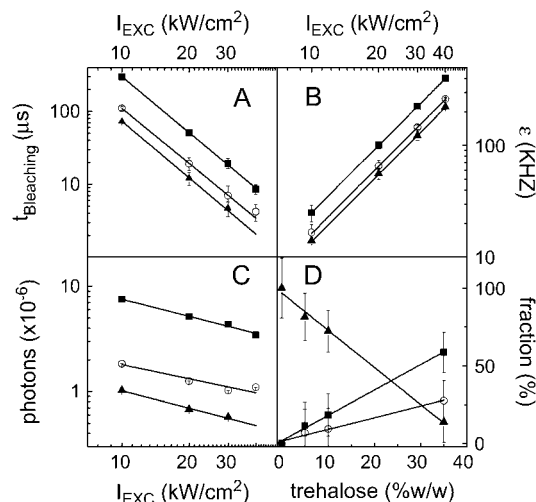 I_EXC (kW/cm²) I_EXC (kW/cm²)
10 20 30 10 20 30 40
A B
100
10
t_Bleaching (μs)
100
10
ε (KHZ)
C D
10
1
photons (x10⁻⁶)
100
50
0
fraction (%)
10 20 30 0 10 20 30 40
I_EXC (kW/cm²) trehalose (%w/w)